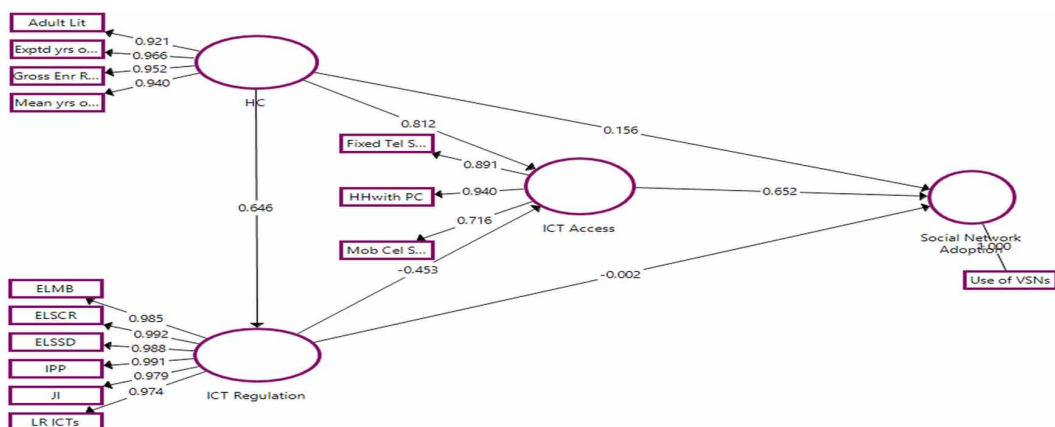 Adult Lit
0.921
Exptd yrs o...
0.966
Gross Enr R...
0.952
Mean yrs o...
0.940
HC
0.812
0.156
Fixed Tel S...
0.891
HHwith PC
0.940
0.652
0.646
ICT Access
0.716
Mob Cel S...
Social Network
Adoption
1.000
-0.453
-0.002
Use of VSNs
ELMB
0.985
ELSCR
0.992
ELSSD
0.988
IPP
0.991
JI
0.979
0.974
ICT Regulation
LR ICTs